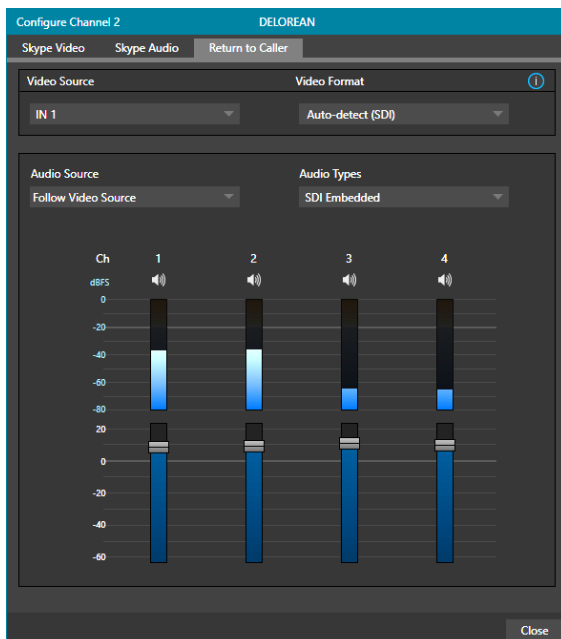 Configure Channel 2 DELOREAN
Skype Video Skype Audio Return to Caller
Video Source Video Format
IN 1 Auto-detect (SDI)
Audio Source Audio Types
Follow Video Source SDI Embedded
Ch 1 2 3 4
dBFS
0
-20
-40
-60
-80
20
0
-20
-40
-60
Close